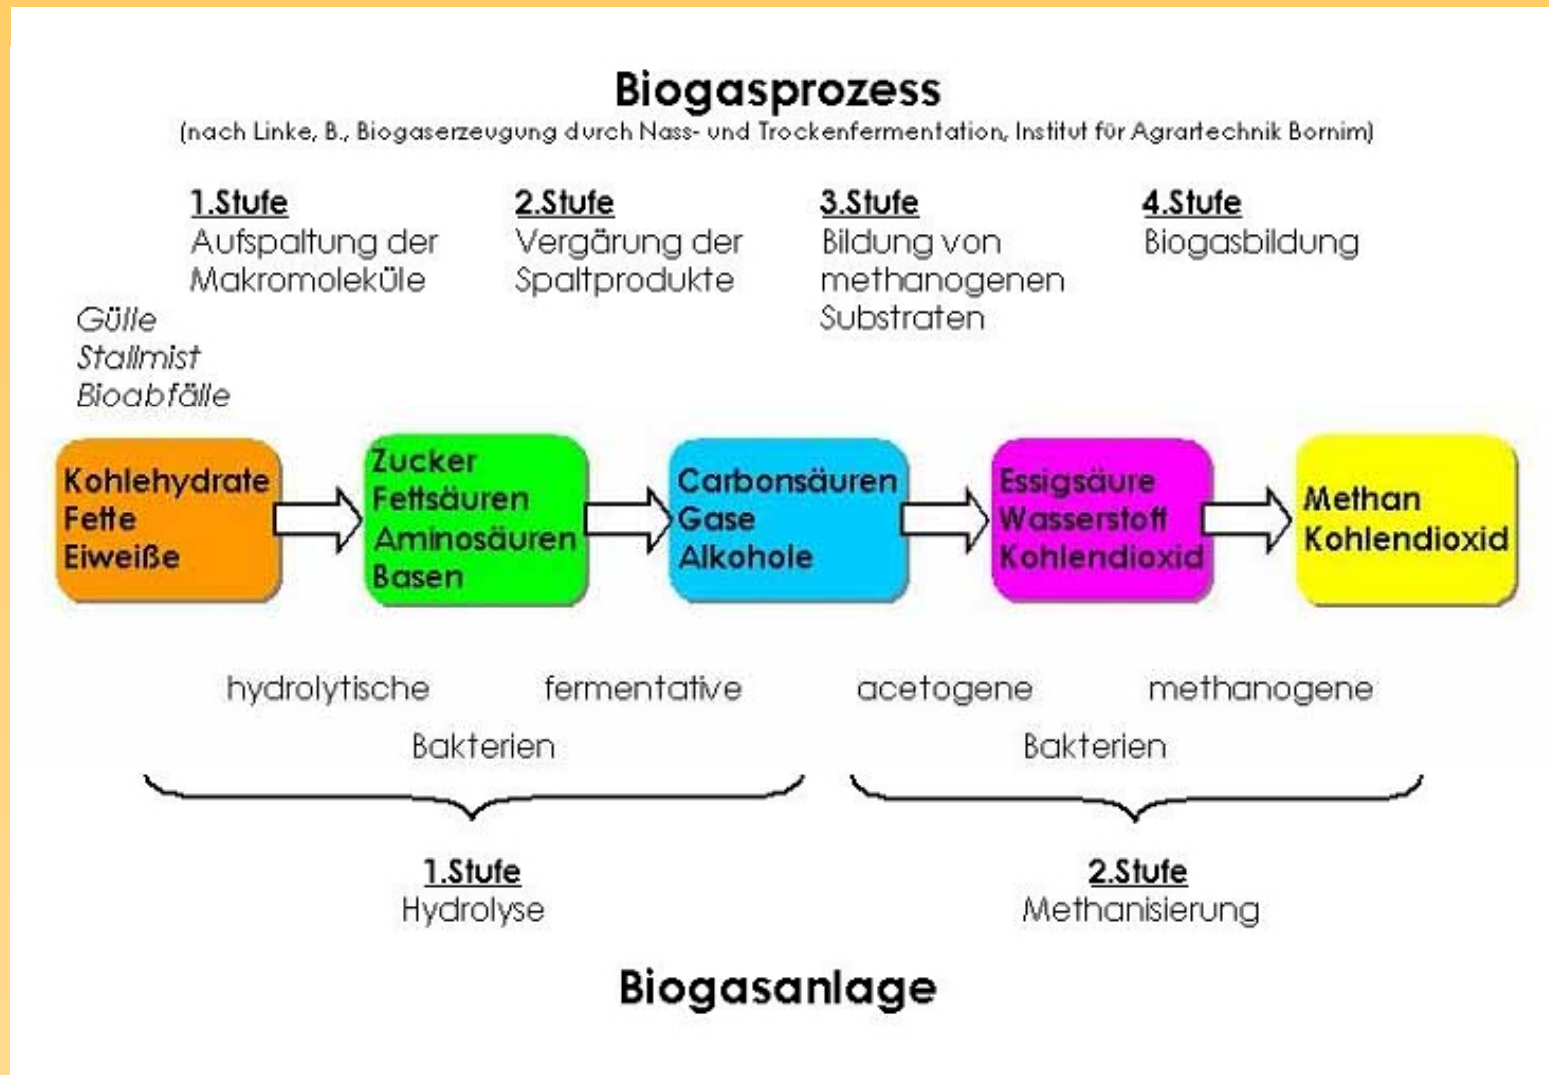 Biogasprozess
(nach Linke, B., Biogaserzeugung durch Nass- und Trockenfermentation, Institut für Agrartechnik Bornim)
1.Stufe
Aufspaltung der
Makromoleküle
2.Stufe
Vergärung der
Spaltprodukte
3.Stufe
Bildung von
methanogenen
Substraten
4.Stufe
Biogasbildung
Gülle
Stallmist
Bioabfälle
Kohlehydrate
Fette
Eiweiße
Zucker
Fettsäuren
Aminosäuren
Basen
Carbonsäuren
Gase
Alkohole
Essigsäure
Wasserstoff
Kohlendioxid
Methan
Kohlendioxid
hydrolytische
fermentative
Bakterien
acetogene
methanogene
Bakterien
1.Stufe
Hydrolyse
2.Stufe
Methanisierung
Biogasanlage